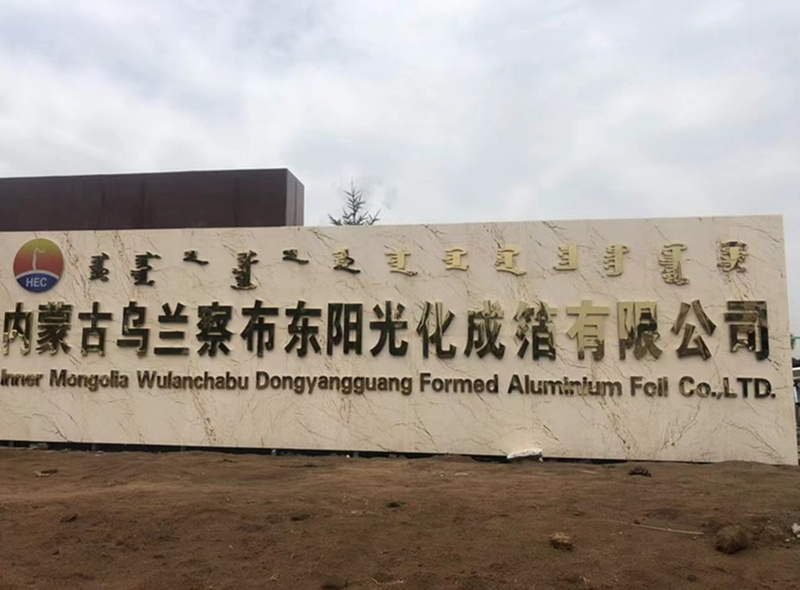 HEC
内蒙古乌兰察布东阳光化成箔有限公司
Inner Mongolia Wulanchabu Dongyangguang Formed Aluminium Foil Co.,LTD.